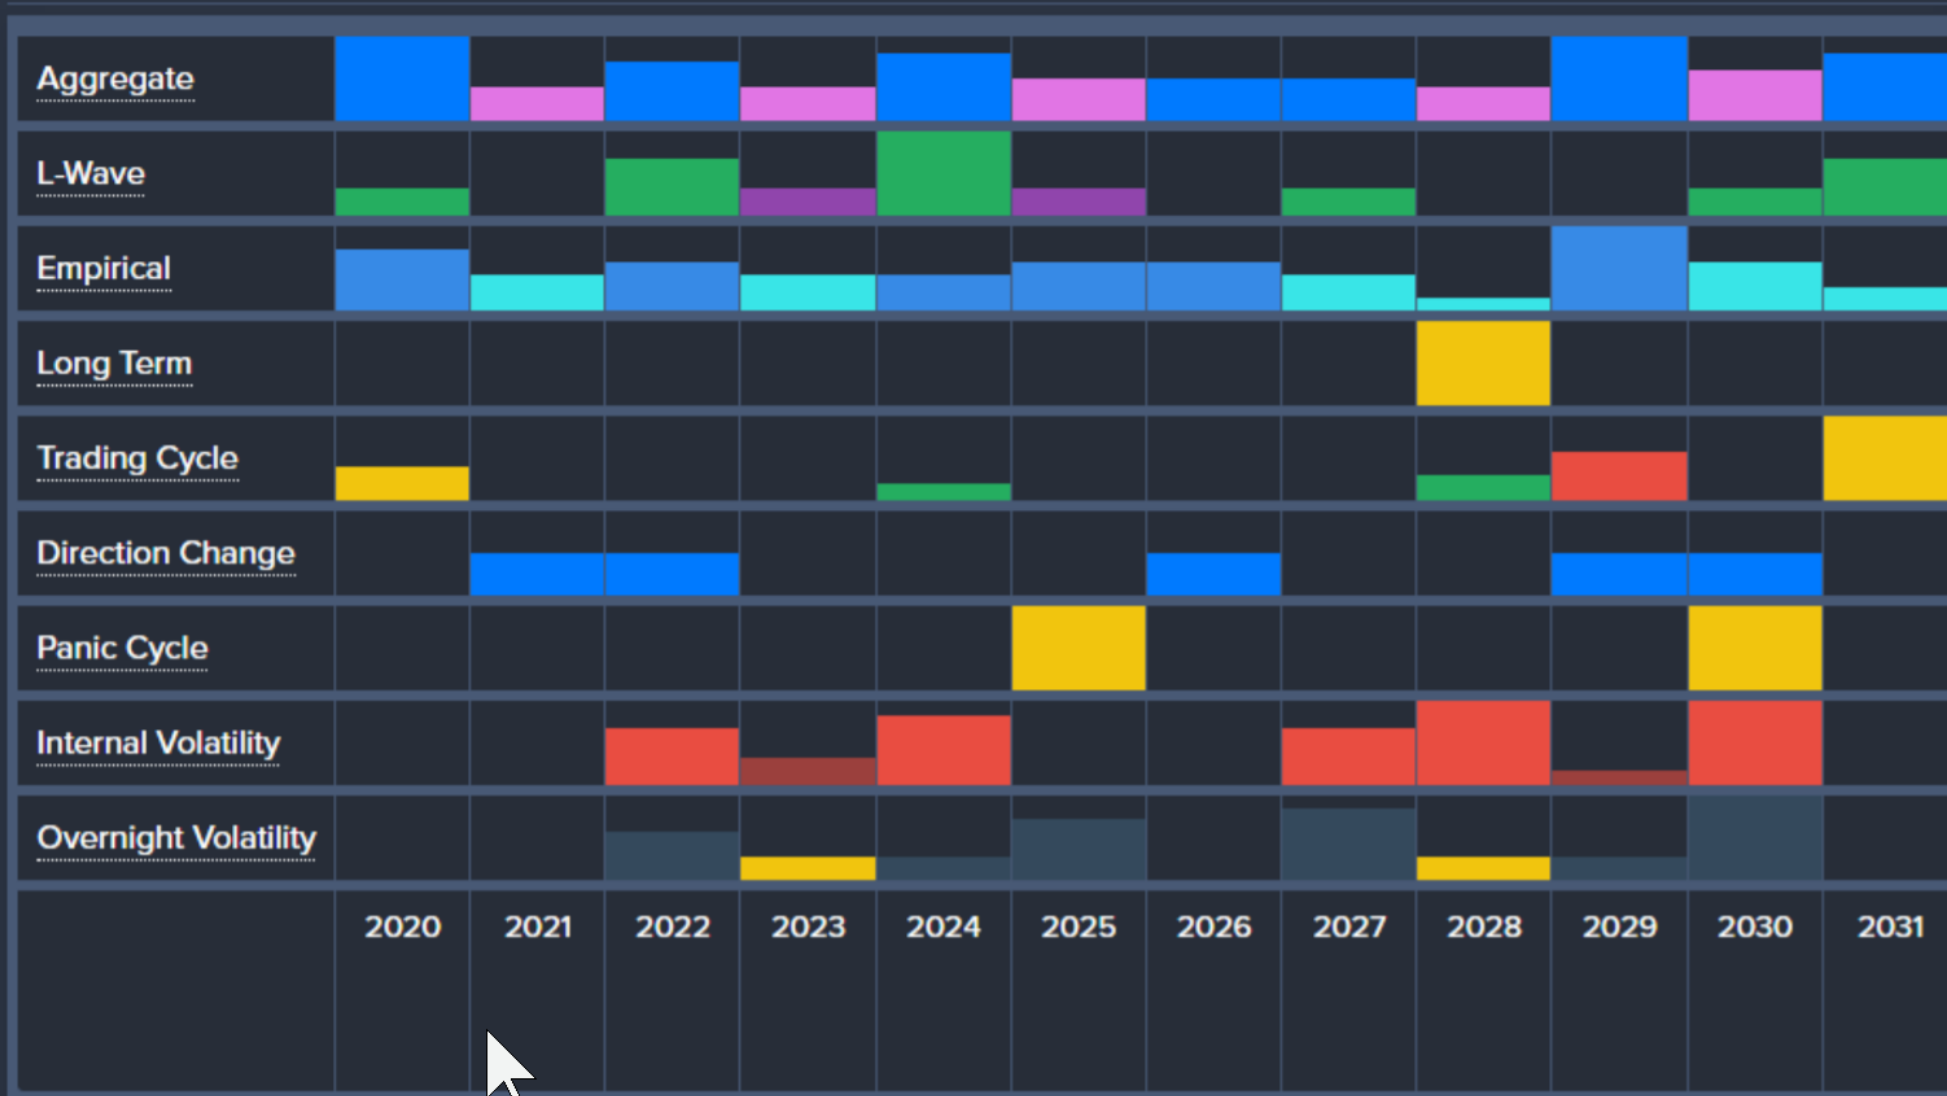 Aggregate
L-Wave
Empirical
Long Term
Trading Cycle
Direction Change
Panic Cycle
Internal Volatility
Overnight Volatility
2020 2021 2022 2023 2024 2025 2026 2027 2028 2029 2030 2031